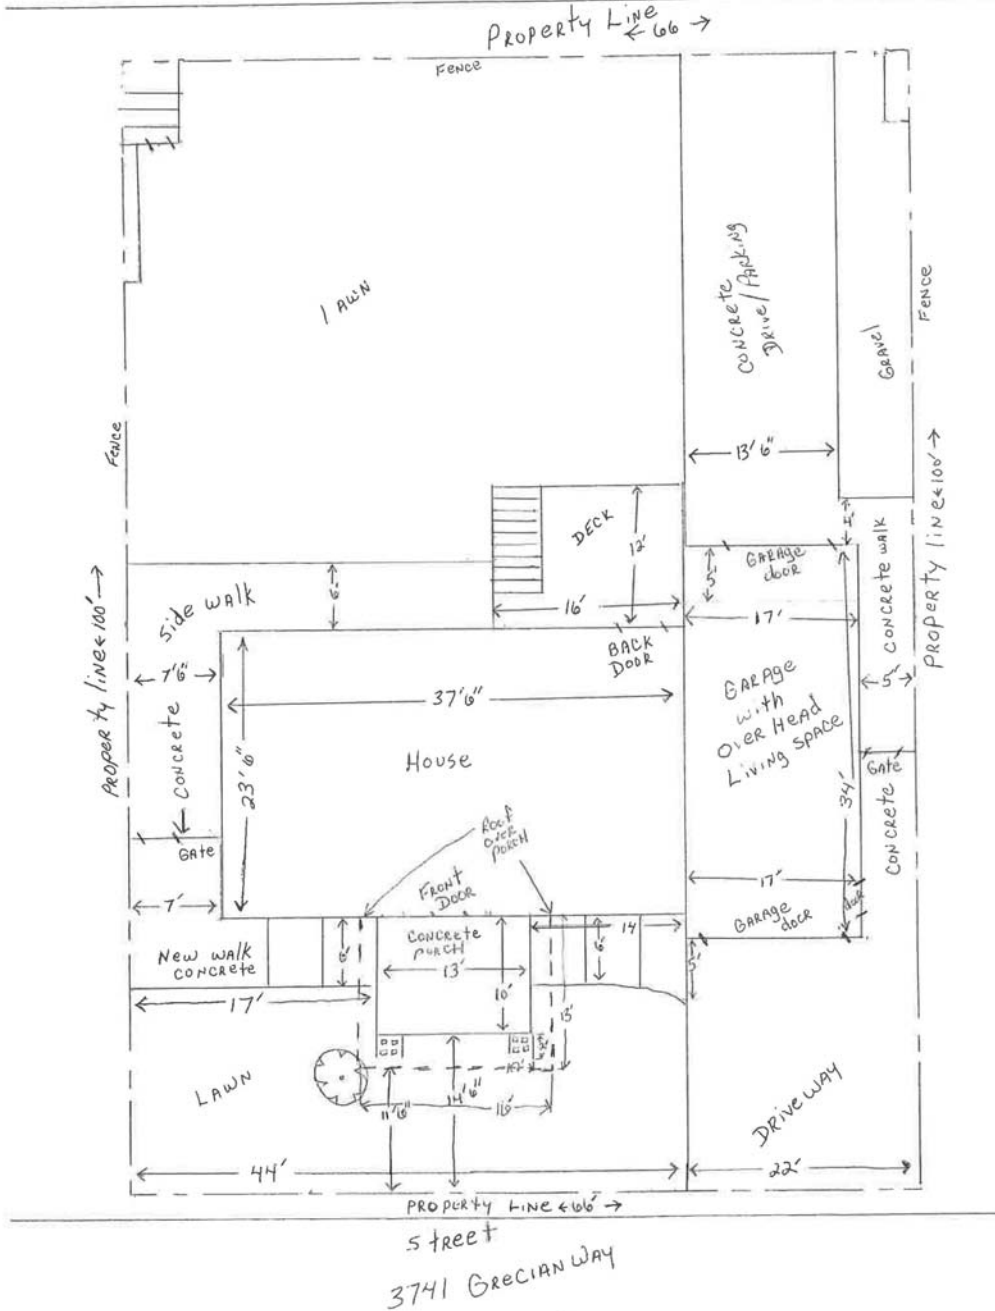 Property Line
← 66 →
Fence
LAWN
CONCRETE
DRIVE/PARKING
GRAVEL
FENCE
Fence
13' 6"
DECK
12'
4'
GARAGE
door
5'
Side WALK
6'
16'
17'
CONCRETE WALK
PROPERTY line ← 100' →
PROPERTY line ← 100' →
BACK
DOOR
7'6"
37'6"
5'
GARAGE
with
OVER HEAD
Living SPACE
CONCRETE
23' 6"
House
34'
GATE
CONCRETE
ROOF
OVER
PORCH
GATE
FRONT
DOOR
17'
7'
GARAGE
door
door
New WALK
CONCRETE
6'
CONCRETE
PORCH
14
6'
13'
17'
10'
13'
5'
LAWN
11'6"
14'6"
16'
DRIVEWAY
44'
22'
PROPERTY LINE ← 66' →
Street
3741 GRECIAN WAY